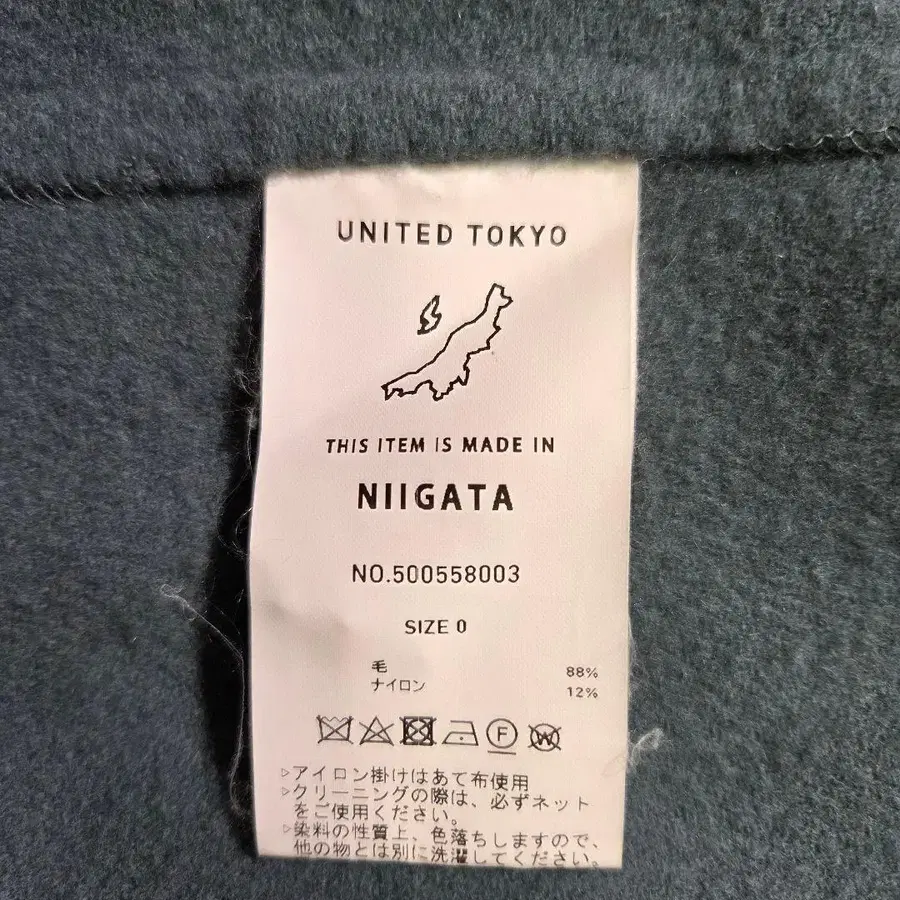 UNITED TOKYO
THIS ITEM IS MADE IN
NIIGATA
NO.500558003
SIZE 0
毛 88%
ナイロン 12%
F W
▷アイロン掛けはあて布使用
▷クリーニングの際は、必ずネット
をご使用ください。
▷染料の性質上、色落ちしますので、
他の物とは別に洗濯してください。